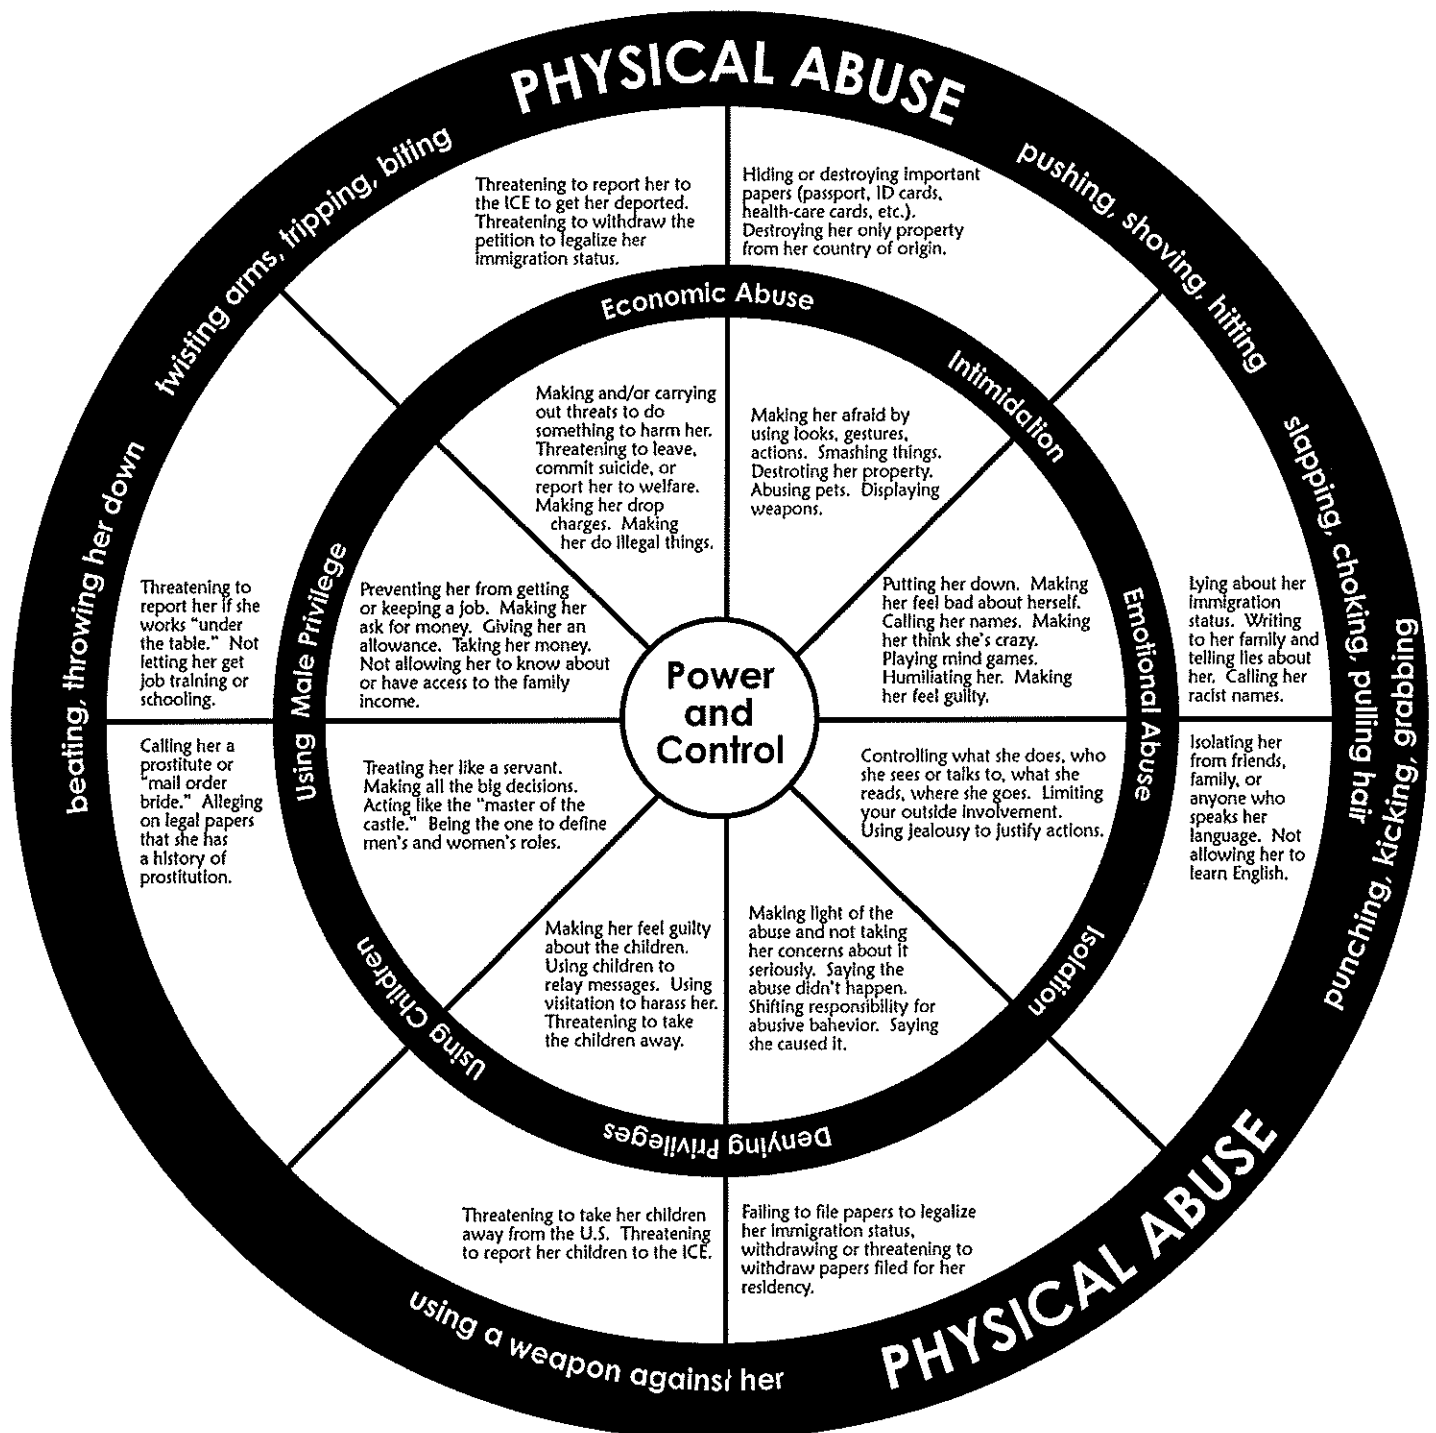 PHYSICAL ABUSE
twisting arms, tripping, biting
pushing, shoving, hitting
slapping, choking, pulling hair
punching, kicking, grabbing
beating, throwing her down
using a weapon against her
PHYSICAL ABUSE
Threatening to report her to
the ICE to get her deported.
Threatening to withdraw the
petition to legalize her
immigration status.
Hiding or destroying important
papers (passport, ID cards,
health-care cards, etc.).
Destroying her only property
from her country of origin.
Economic Abuse
Intimidation
Emotional Abuse
Isolation
Denying Privileges
Using Children
Using Male Privilege
Making and/or carrying
out threats to do
something to harm her.
Threatening to leave,
commit suicide, or
report her to welfare.
Making her drop
charges. Making
her do illegal things.
Making her afraid by
using looks, gestures,
actions. Smashing things.
Destroting her property.
Abusing pets. Displaying
weapons.
Threatening to
report her if she
works "under
the table." Not
letting her get
job training or
schooling.
Preventing her from getting
or keeping a job. Making her
ask for money. Giving her an
allowance. Taking her money.
Not allowing her to know about
or have access to the family
income.
Power
and
Control
Putting her down. Making
her feel bad about herself.
Calling her names. Making
her think she's crazy.
Playing mind games.
Humiliating her. Making
her feel guilty.
Lying about her
immigration
status. Writing
to her family and
telling lies about
her. Calling her
racist names.
Calling her a
prostitute or
"mail order
bride." Alleging
on legal papers
that she has
a history of
prostitution.
Treating her like a servant.
Making all the big decisions.
Acting like the "master of the
castle." Being the one to define
men's and women's roles.
Controlling what she does, who
she sees or talks to, what she
reads, where she goes. Limiting
your outside involvement.
Using jealousy to justify actions.
Isolating her
from friends,
family, or
anyone who
speaks her
language. Not
allowing her to
learn English.
Making her feel guilty
about the children.
Using children to
relay messages. Using
visitation to harass her.
Threatening to take
the children away.
Making light of the
abuse and not taking
her concerns about it
seriously. Saying the
abuse didn't happen.
Shifting responsibility for
abusive bahevior. Saying
she caused it.
Threatening to take her children
away from the U.S. Threatening
to report her children to the ICE.
Failing to file papers to legalize
her immigration status,
withdrawing or threatening to
withdraw papers filed for her
residency.